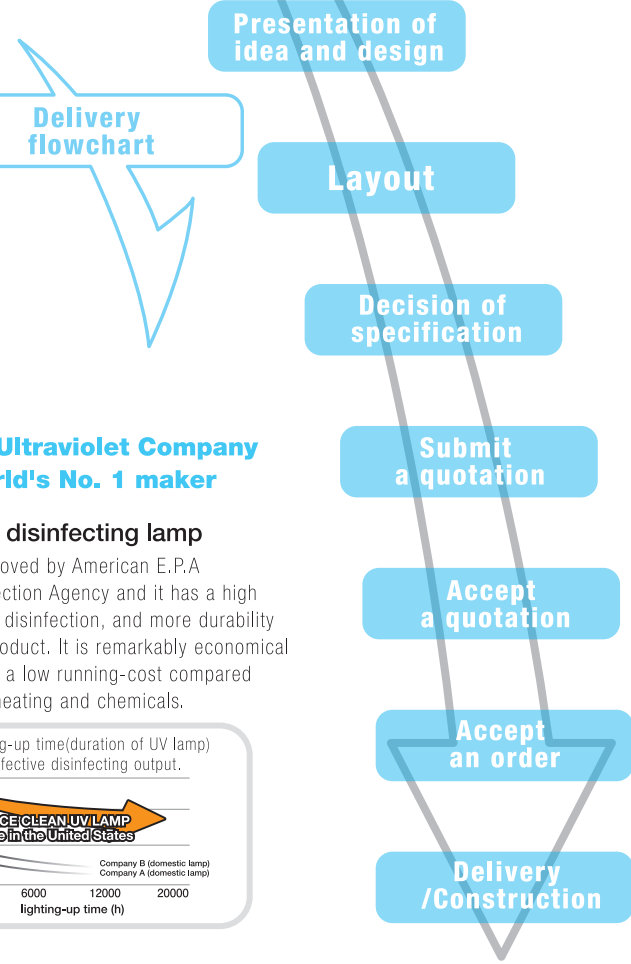 Presentation of
idea and design
Delivery
flowchart
Layout
Decision of
specification
Submit
a quotation
Accept
a quotation
Accept
an order
Delivery
/Construction
Ultraviolet Company
rld's No. 1 maker
disinfecting lamp
oved by American E.P.A
ection Agency and it has a high
disinfection, and more durability
oduct. It is remarkably economical
a low running-cost compared
heating and chemicals.
g-up time(duration of UV lamp)
fective disinfecting output.
CE CLEAN UV LAMP
e in the United States
Company B (domestic lamp)
Company A (domestic lamp)
6000 12000 20000
lighting-up time (h)